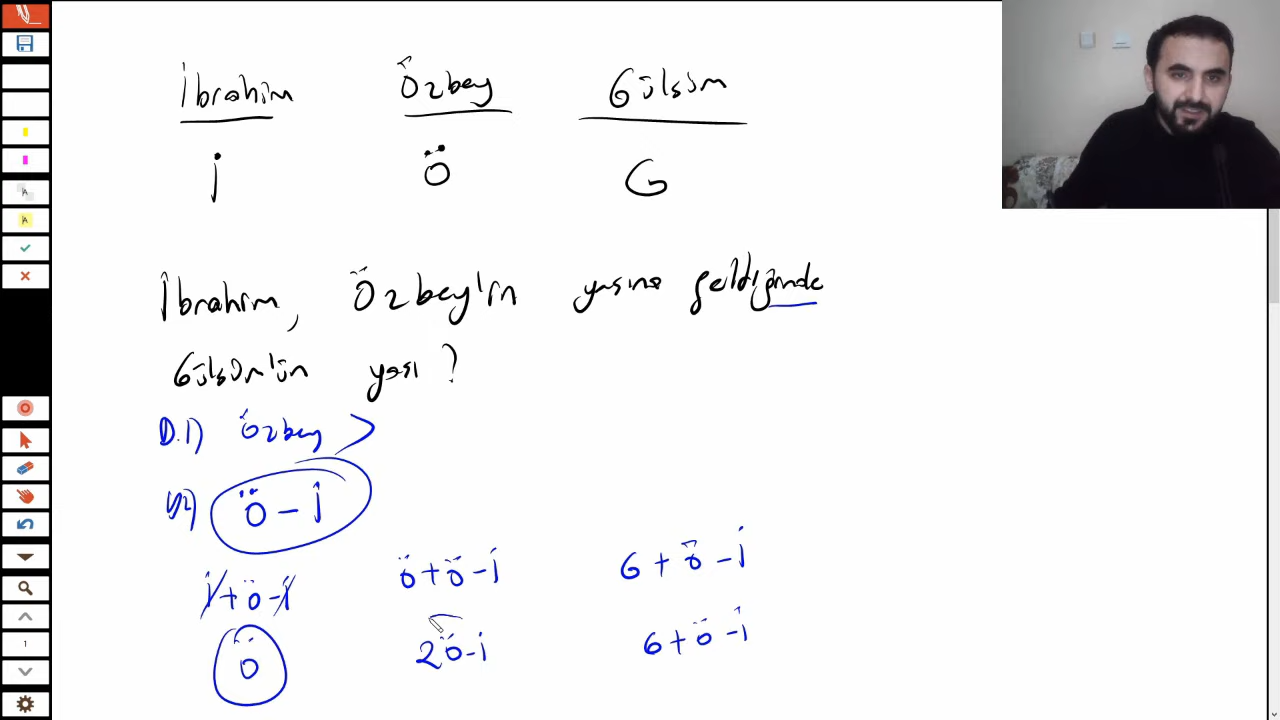 İbrahim Özbey Gülsüm
İ Ö G
İbrahim, Özbey'in yaşına geldiğinde
Gülsüm'ün yaşı ?
D.1) Özbey >
D.2) Ö - İ
İ + Ö - İ Ö + Ö - İ G + Ö - İ
Ö 2Ö - İ G + Ö - İ